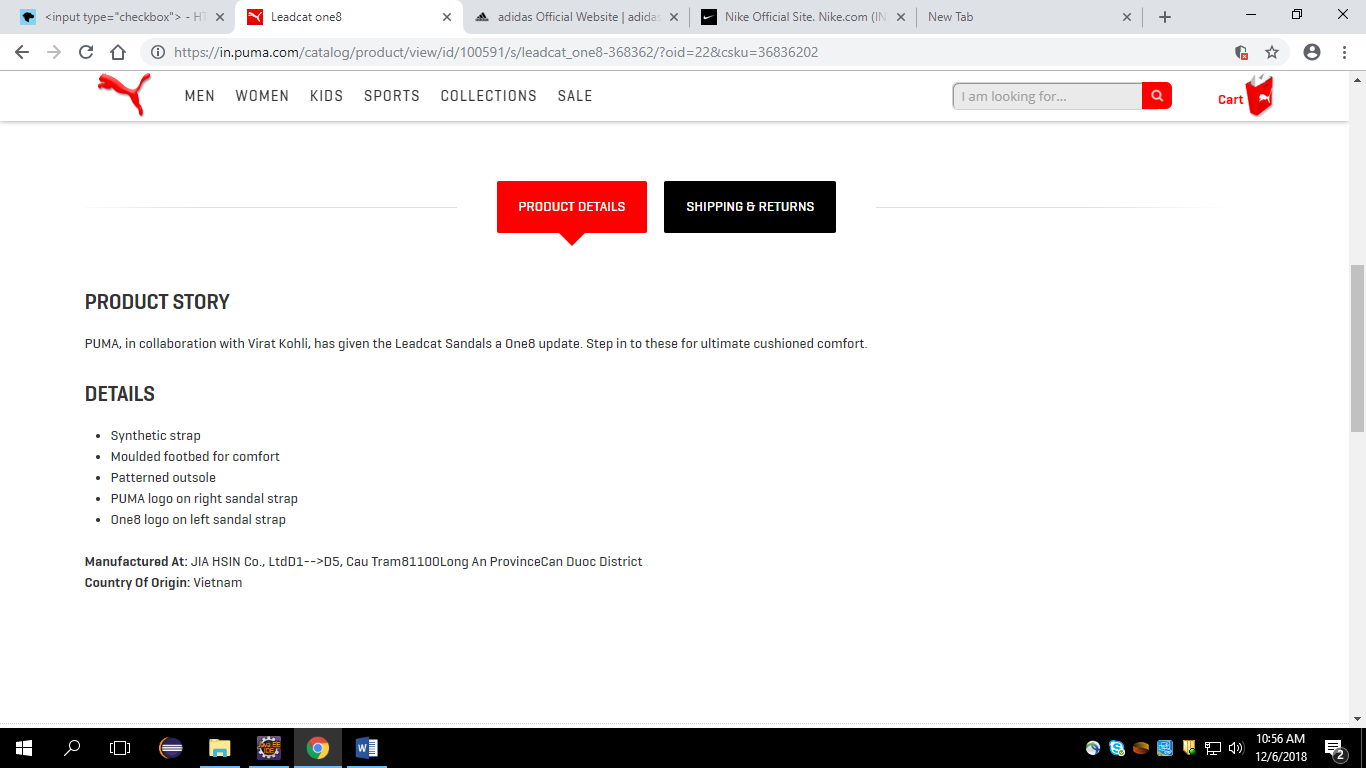 <input type="checkbox"> - HT
Leadcat one8
adidas Official Website | adidas
Nike Official Site. Nike.com (IN
New Tab
https://in.puma.com/catalog/product/view/id/100591/s/leadcat_one8-368362/?oid=22&csku=36836202
MEN WOMEN KIDS SPORTS COLLECTIONS SALE
I am looking for...
Cart
PRODUCT DETAILS
SHIPPING & RETURNS
PRODUCT STORY
PUMA, in collaboration with Virat Kohli, has given the Leadcat Sandals a One8 update. Step in to these for ultimate cushioned comfort.
DETAILS
• Synthetic strap
• Moulded footbed for comfort
• Patterned outsole
• PUMA logo on right sandal strap
• One8 logo on left sandal strap
Manufactured At: JIA HSIN Co., LtdD1-->D5, Cau Tram81100Long An ProvinceCan Duoc District
Country Of Origin: Vietnam
10:56 AM
12/6/2018
2